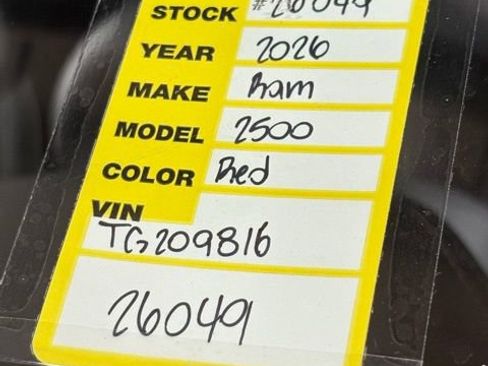 STOCK #26049
YEAR 2026
MAKE Ram
MODEL 2500
COLOR Red
VIN
TG209816
26049